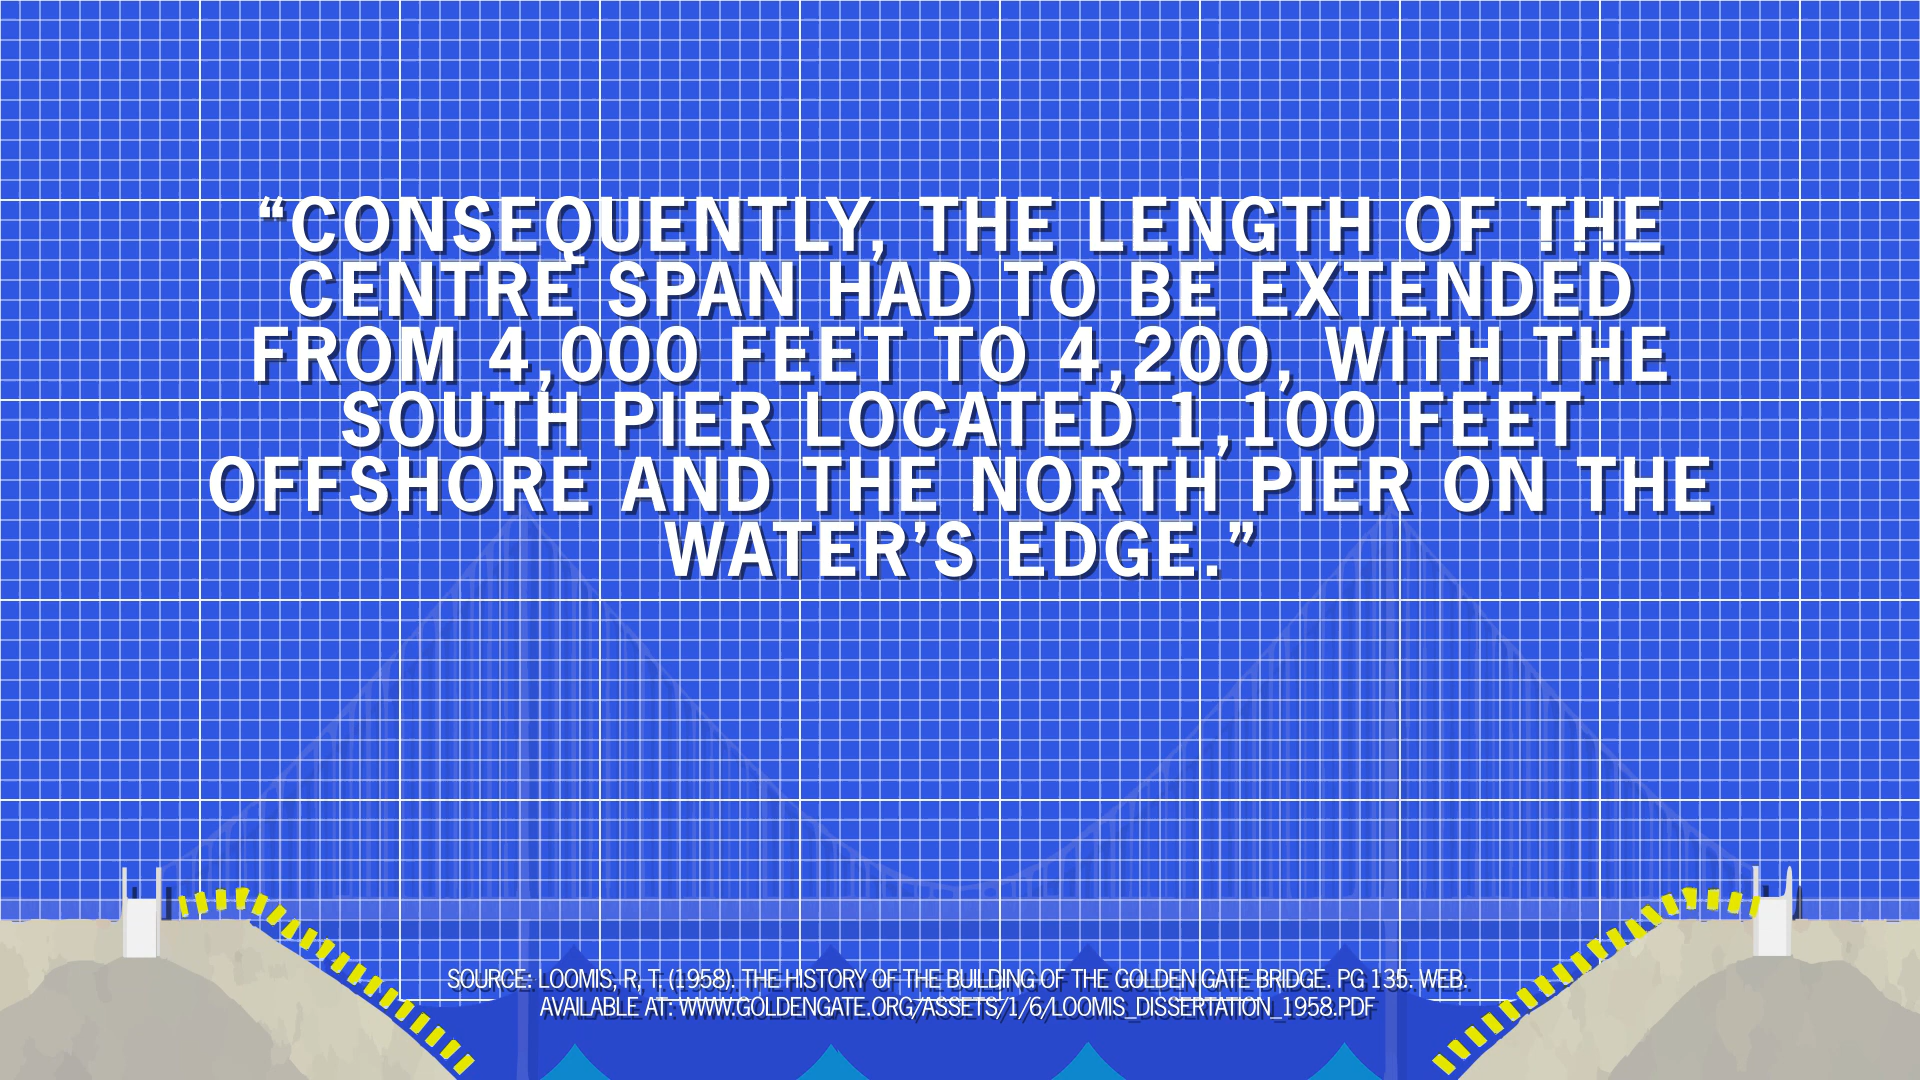 “CONSEQUENTLY, THE LENGTH OF THE
CENTRE SPAN HAD TO BE EXTENDED
FROM 4,000 FEET TO 4,200, WITH THE
SOUTH PIER LOCATED 1,100 FEET
OFFSHORE AND THE NORTH PIER ON THE
WATER’S EDGE.”
SOURCE: LOOMIS, R, T. (1958). THE HISTORY OF THE BUILDING OF THE GOLDEN GATE BRIDGE. PG 135. WEB.
AVAILABLE AT: WWW.GOLDENGATE.ORG/ASSETS/1/6/LOOMIS_DISSERTATION_1958.PDF